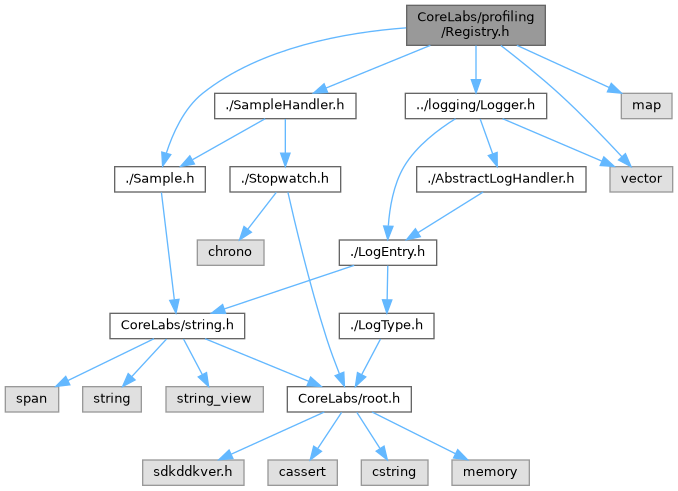 CoreLabs/profiling
/Registry.h
./SampleHandler.h
../logging/Logger.h
map
./Sample.h
./Stopwatch.h
./AbstractLogHandler.h
vector
chrono
./LogEntry.h
CoreLabs/string.h
./LogType.h
span
string
string_view
CoreLabs/root.h
sdkddkver.h
cassert
cstring
memory